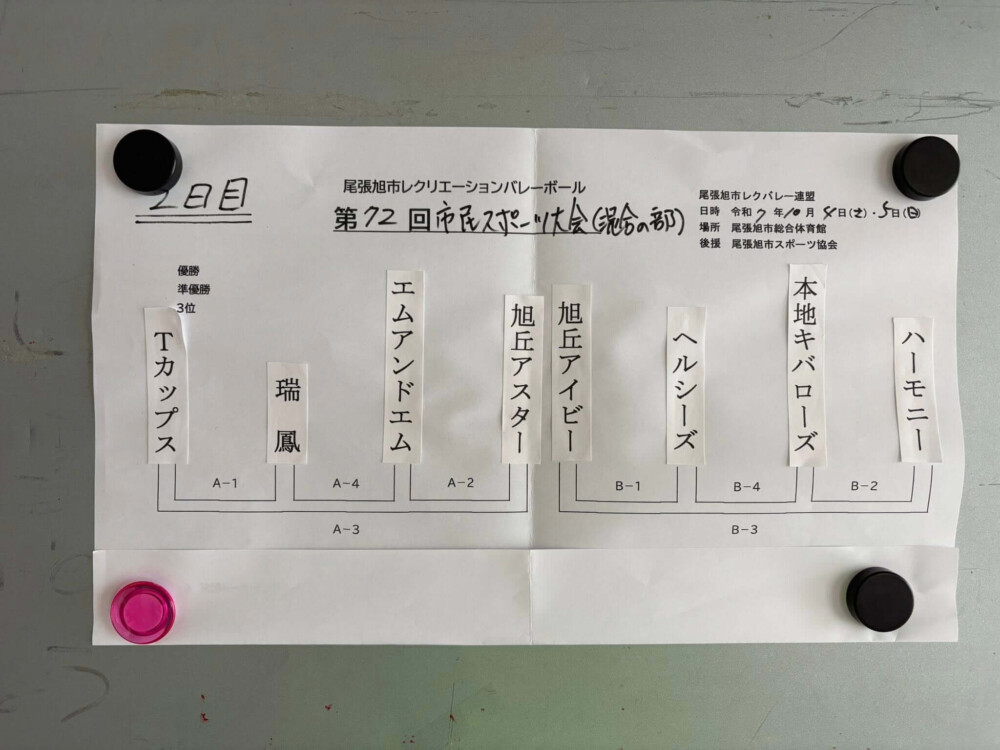 2日目
尾張旭市レクリエーションバレーボール
第72回市民スポーツ大会(混合の部)
尾張旭市レクバレー連盟
日時 令和7年10月4日(土)・5日(日)
場所 尾張旭市総合体育館
後援 尾張旭市スポーツ協会
優勝
準優勝
3位
Tカップス
瑞鳳
エムアンドエム
旭丘アスター
旭丘アイビー
ヘルシーズ
本地キバローズ
ハーモニー
A-1
A-4
A-2
B-1
B-4
B-2
A-3
B-3